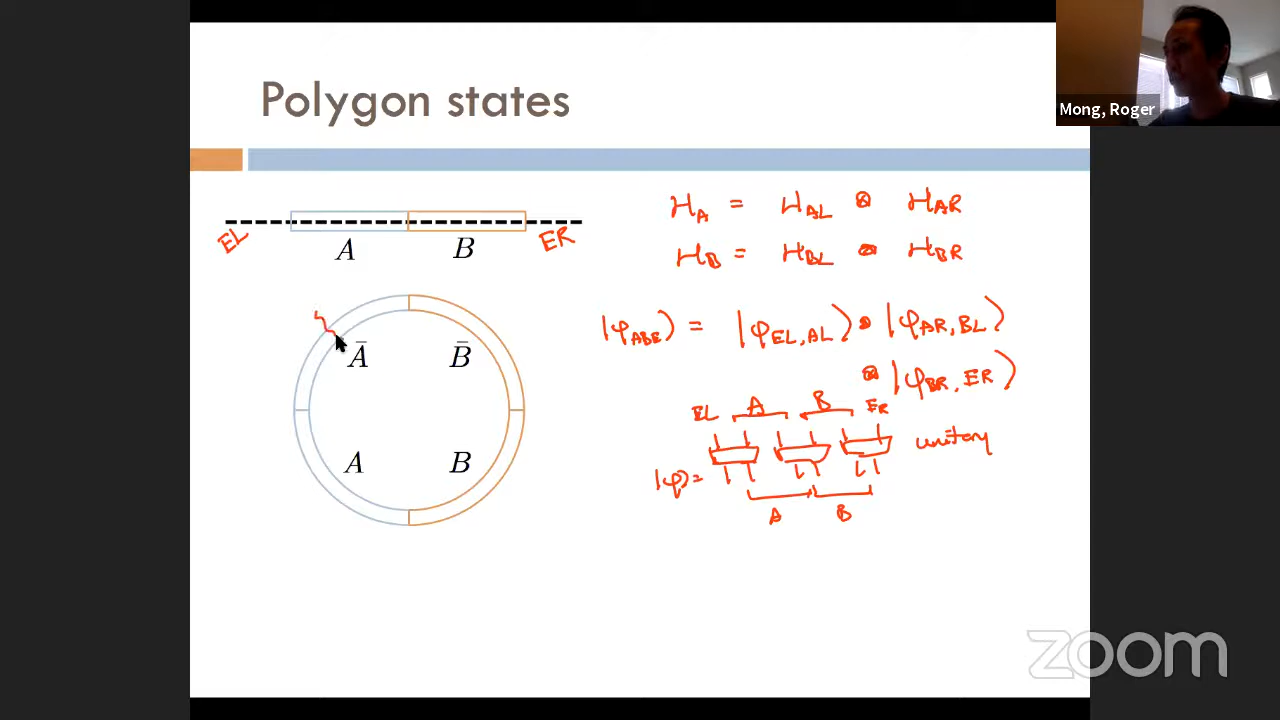 Polygon states
Mong, Roger
EL
ER
A
B
H_A = H_AL ⊗ H_AR
H_B = H_BL ⊗ H_BR
Ā
B̄
A
B
|φ_ABE⟩ = |φ_EL,AL⟩ ⊗ |φ_AR,BL⟩
⊗ |φ_BR,ER⟩
EL A B ER
unitary
|φ⟩ =
A B
zoom